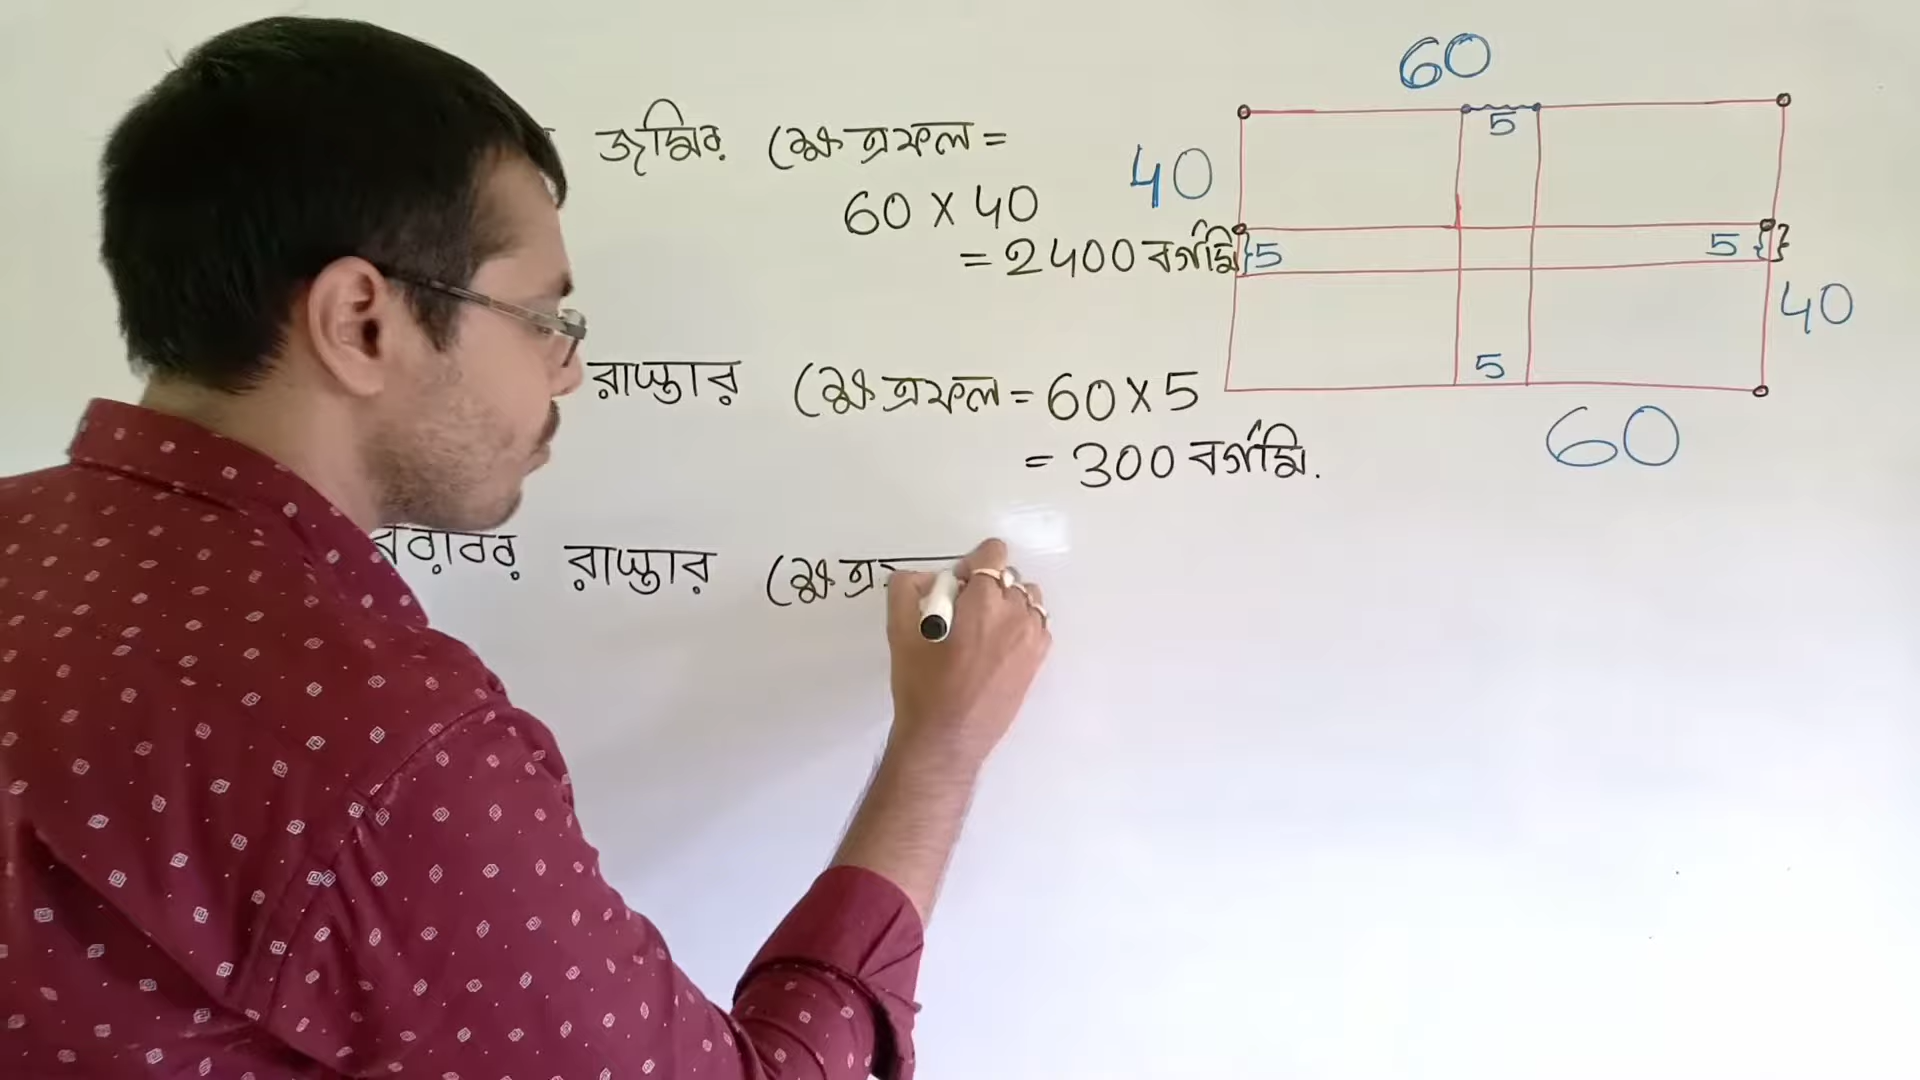 জমির ক্ষেত্রফল =
60 X 40
= 2400 বর্গমি
রাস্তার ক্ষেত্রফল = 60 X 5
= 300 বর্গমি.
বরাবর রাস্তার ক্ষেত্র
60
5
40
5
5
40
5
60